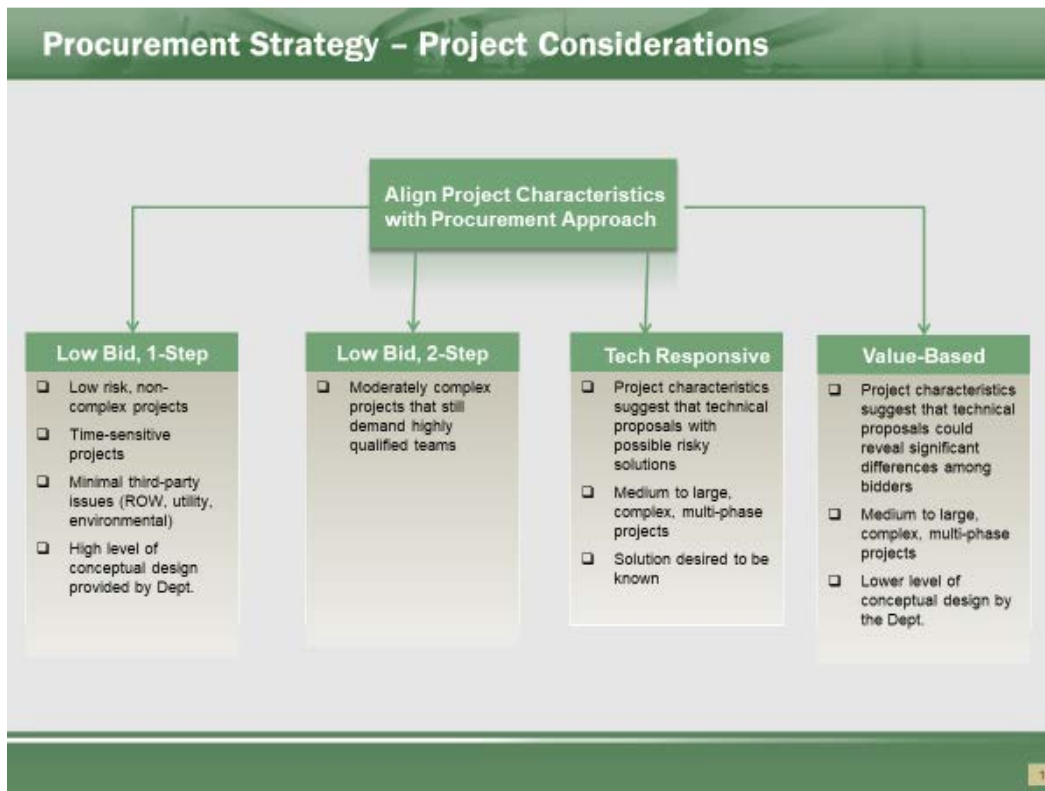 Procurement Strategy – Project Considerations
Align Project Characteristics
with Procurement Approach
Low Bid, 1-Step
Low risk, non-
complex projects
Time-sensitive
projects
Minimal third-party
issues (ROW, utility,
environmental)
High level of
conceptual design
provided by Dept.
Low Bid, 2-Step
Moderately complex
projects that still
demand highly
qualified teams
Tech Responsive
Project characteristics
suggest that technical
proposals with
possible risky
solutions
Medium to large,
complex, multi-phase
projects
Solution desired to be
known
Value-Based
Project characteristics
suggest that technical
proposals could
reveal significant
differences among
bidders
Medium to large,
complex, multi-phase
projects
Lower level of
conceptual design by
the Dept.
1